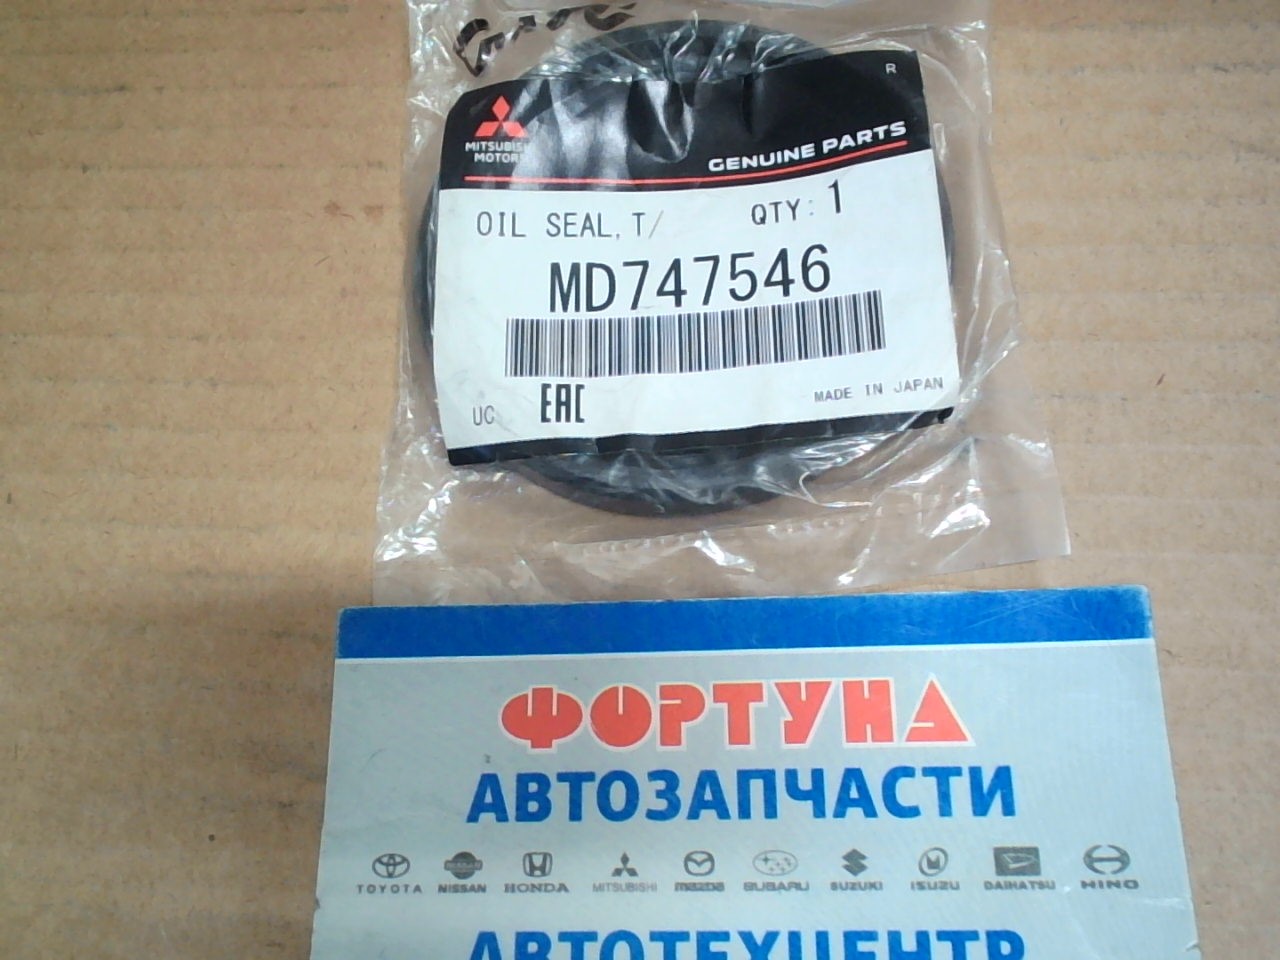 R
MITSUBISHI
MOTORS
GENUINE PARTS
OIL SEAL,T/ QTY: 1
MD747546
UC EAC MADE IN JAPAN
ФОРТУНА
АВТОЗАПЧАСТИ
TOYOTA NISSAN HONDA MITSUBISHI mazda SUBARU SUZUKI ISUZU DAIHATSU HINO
АВТОТЕХЦЕНТР